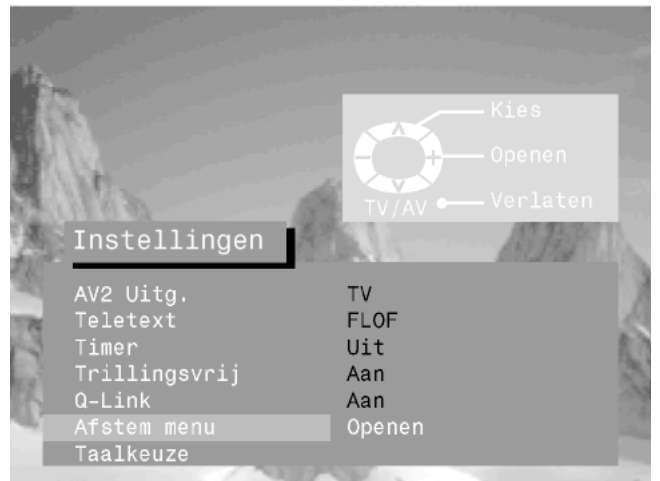 Kies
Openen
TV/AV Verlaten
Instellingen
AV2 Uitg. TV
Teletext FLOF
Timer Uit
Trillingsvrij Aan
Q-Link Aan
Afstem menu Openen
Taalkeuze